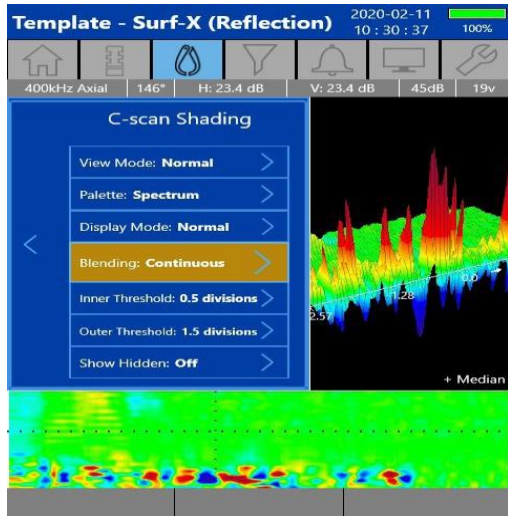 Template - Surf-X (Reflection)
2020-02-11
10 : 30 : 37
100%
400kHz Axial 146° H: 23.4 dB V: 23.4 dB 45dB 19v
C-scan Shading
View Mode: Normal
Palette: Spectrum
Display Mode: Normal
Blending: Continuous
Inner Threshold: 0.5 divisions
Outer Threshold: 1.5 divisions
Show Hidden: Off
0.0
1.28
2.57
+ Median